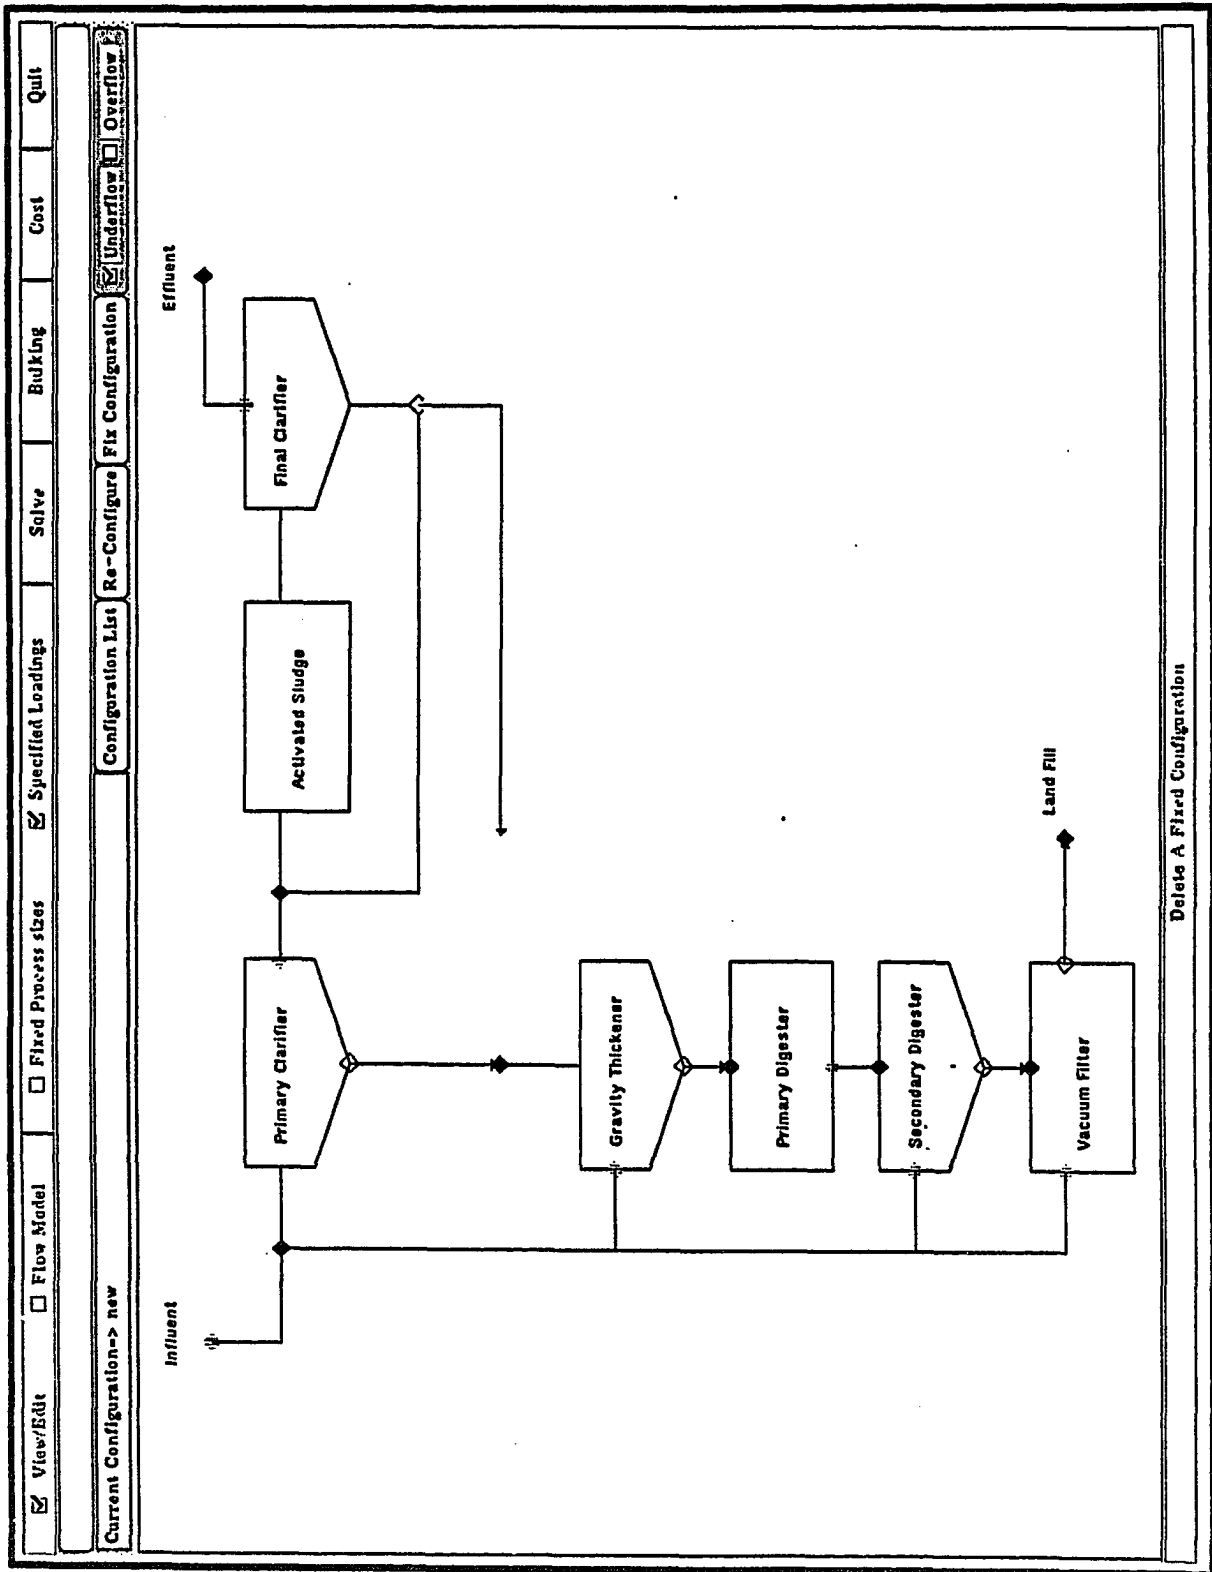 View/Edit
Flow Model
Fixed Process sizes
Specified Loadings
Solve
Bulking
Cost
Quit
Current Configuration=> new
Configuration List
Re-Configure
Fix Configuration
Underflow
Overflow
Influent
Effluent
Primary Clarifier
Activated Sludge
Final Clarifier
Gravity Thickener
Primary Digester
Secondary Digester
Vacuum Filter
Land Fill
Delete A Fixed Configuration